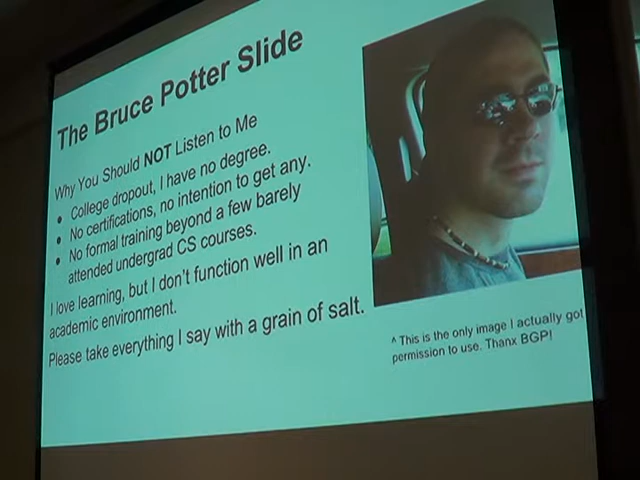 The Bruce Potter Slide
Why You Should NOT Listen to Me
• College dropout, I have no degree.
• No certifications, no intention to get any.
• No formal training beyond a few barely
attended undergrad CS courses.
I love learning, but I don't function well in an
academic environment.
Please take everything I say with a grain of salt.
^ This is the only image I actually got
permission to use. Thanx BGP!